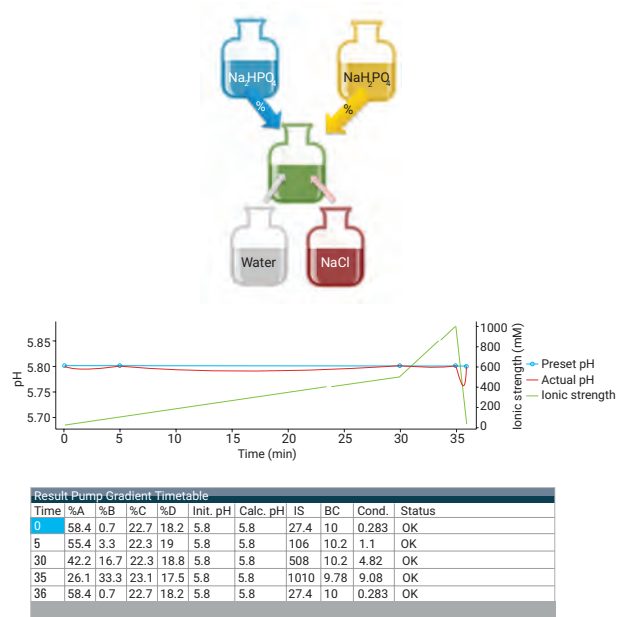 Na2HPO4
NaH2PO4
%
%
Water
NaCl
5.85
5.80
5.75
5.70
pH
0
5
10
15
20
25
30
35
Time (min)
1000
800
600
400
200
0
Ionic strength (mM)
Preset pH
Actual pH
Ionic strength
Result Pump Gradient Timetable
Time %A %B %C %D Init. pH Calc. pH IS BC Cond. Status
0 58.4 0.7 22.7 18.2 5.8 5.8 27.4 10 0.283 OK
5 55.4 3.3 22.3 19 5.8 5.8 106 10.2 1.1 OK
30 42.2 16.7 22.3 18.8 5.8 5.8 508 10.2 4.82 OK
35 26.1 33.3 23.1 17.5 5.8 5.8 1010 9.78 9.08 OK
36 58.4 0.7 22.7 18.2 5.8 5.8 27.4 10 0.283 OK